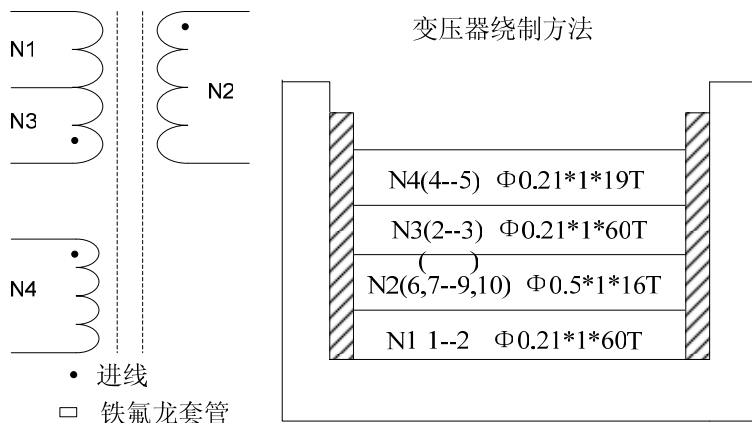 变压器绕制方法
N1
N3
N2
N4
• 进线
铁氟龙套管
N4(4--5) Φ0.21*1*19T
N3(2--3) Φ0.21*1*60T
( )
N2(6,7--9,10) Φ0.5*1*16T
N1 1--2 Φ0.21*1*60T